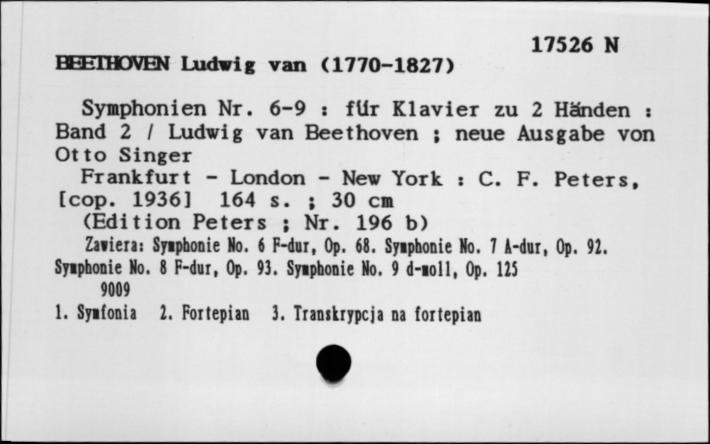 17526 N
BEETHOVEN Ludwig van (1770-1827)
Symphonien Nr. 6-9 : für Klavier zu 2 Händen :
Band 2 / Ludwig van Beethoven ; neue Ausgabe von
Otto Singer
Frankfurt - London - New York : C. F. Peters,
[cop. 1936] 164 s. ; 30 cm
(Edition Peters ; Nr. 196 b)
Zawiera: Symphonie No. 6 F-dur, Op. 68. Symphonie No. 7 A-dur, Op. 92.
Symphonie No. 8 F-dur, Op. 93. Symphonie No. 9 d-moll, Op. 125
9009
1. Symfonia 2. Fortepian 3. Transkrypcja na fortepian